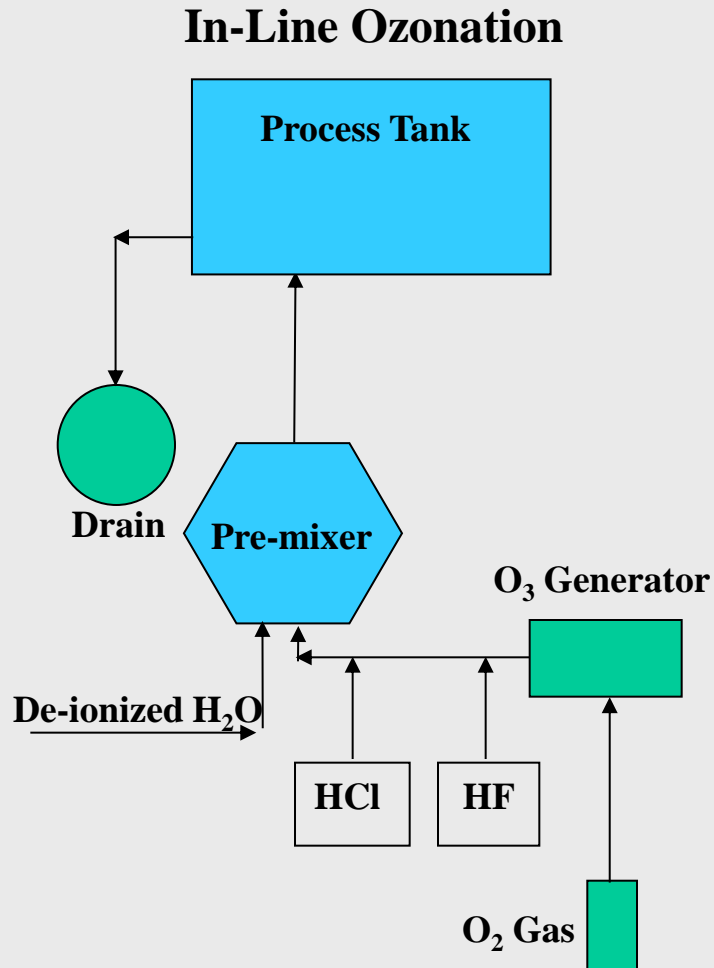 In-Line Ozonation
Process Tank
Drain
Pre-mixer
O₃ Generator
De-ionized H₂O
HCl
HF
O₂ Gas